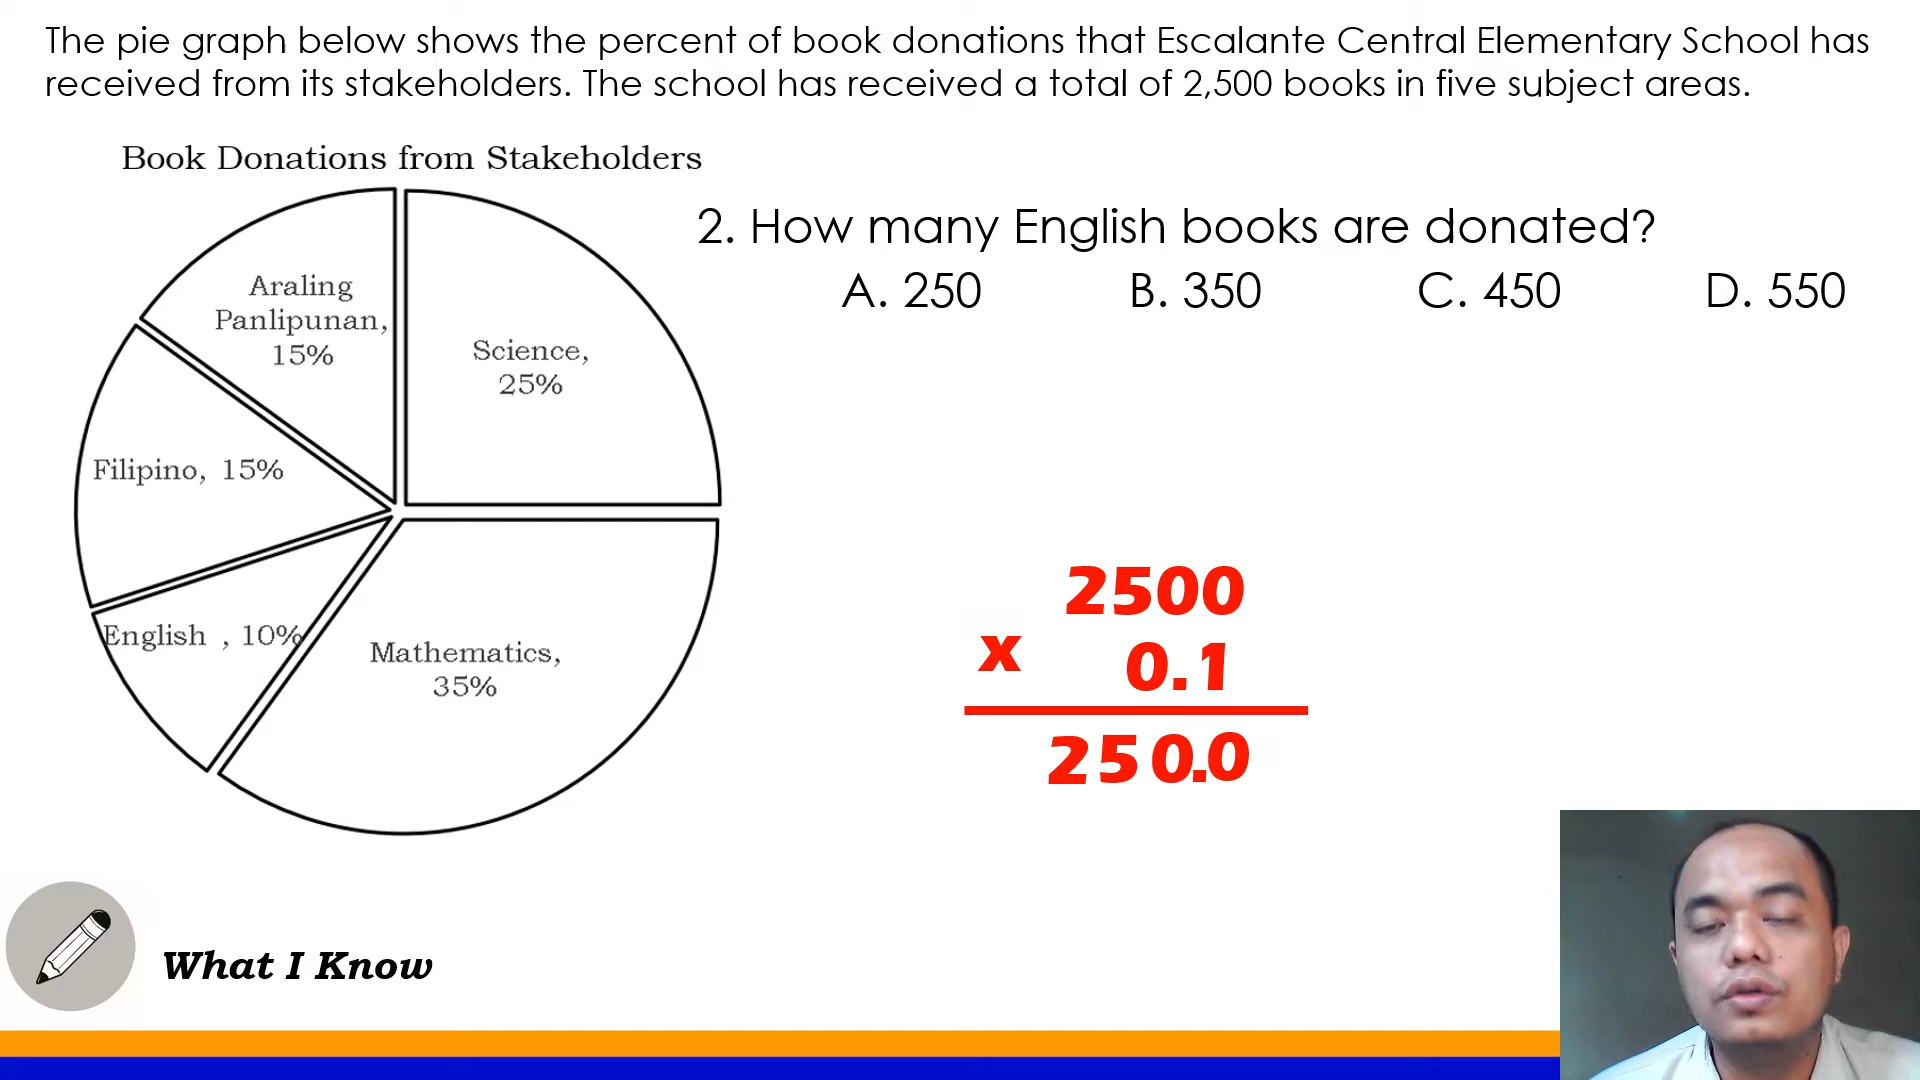 The pie graph below shows the percent of book donations that Escalante Central Elementary School has
received from its stakeholders. The school has received a total of 2,500 books in five subject areas.
Book Donations from Stakeholders
Araling
Panlipunan,
15%
Science,
25%
Filipino, 15%
English , 10%
Mathematics,
35%
2. How many English books are donated?
A. 250 B. 350 C. 450 D. 550
2500
x 0.1
250.0
What I Know